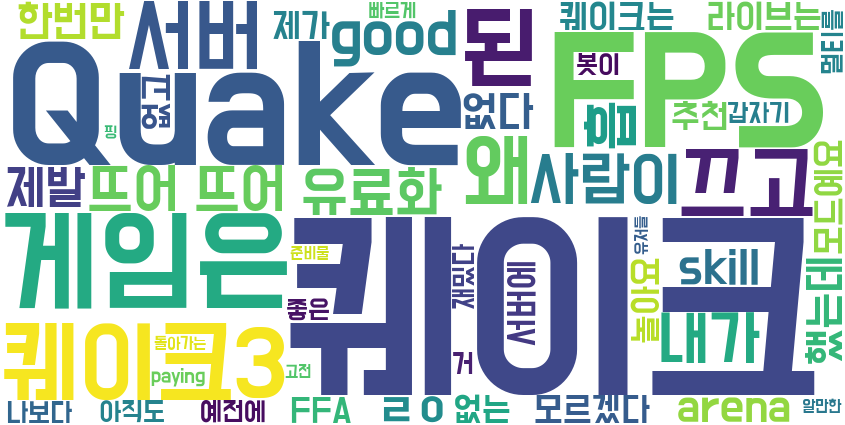 한번만
서버
제가
빠르게
good
된
퀘이크는
라이브는
멀티를
Quake
접고
핑
없다
FPS
봇이
흠
추천
갑자기
제발
뜨어 뜨어
유료화
왜
사람이
끄고
모드에요
게임은
퀘이크
준비물
재밌다
서버에
유저들
놀아요
skill
내가
했는데
좋은
퀘이크3
돌아가는
paying
고전
거
나보다
아직도
예전에
FFA
ㄹㅇ
없는
모르겠다
arena
알만한